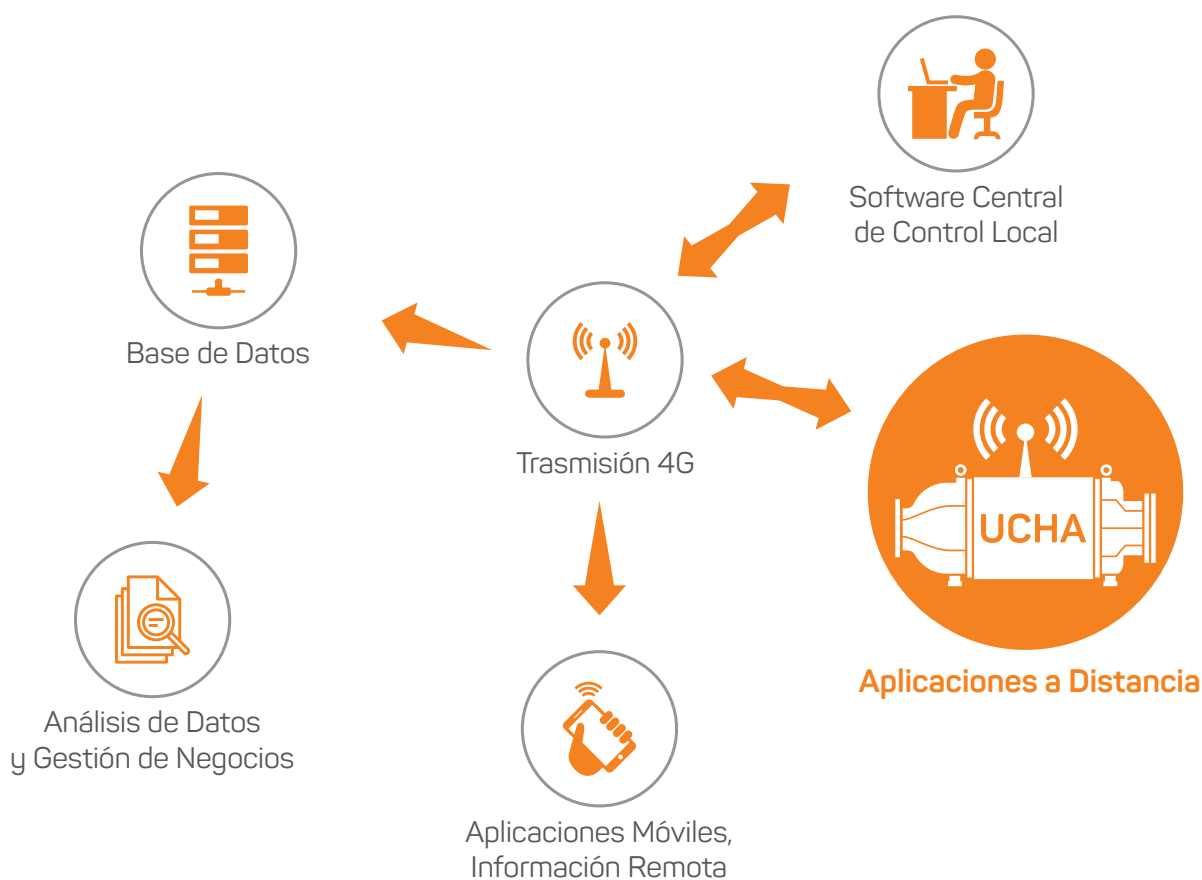 Software Central
de Control Local
Base de Datos
Trasmisión 4G
UCHA
Aplicaciones a Distancia
Análisis de Datos
y Gestión de Negocios
Aplicaciones Móviles,
Información Remota